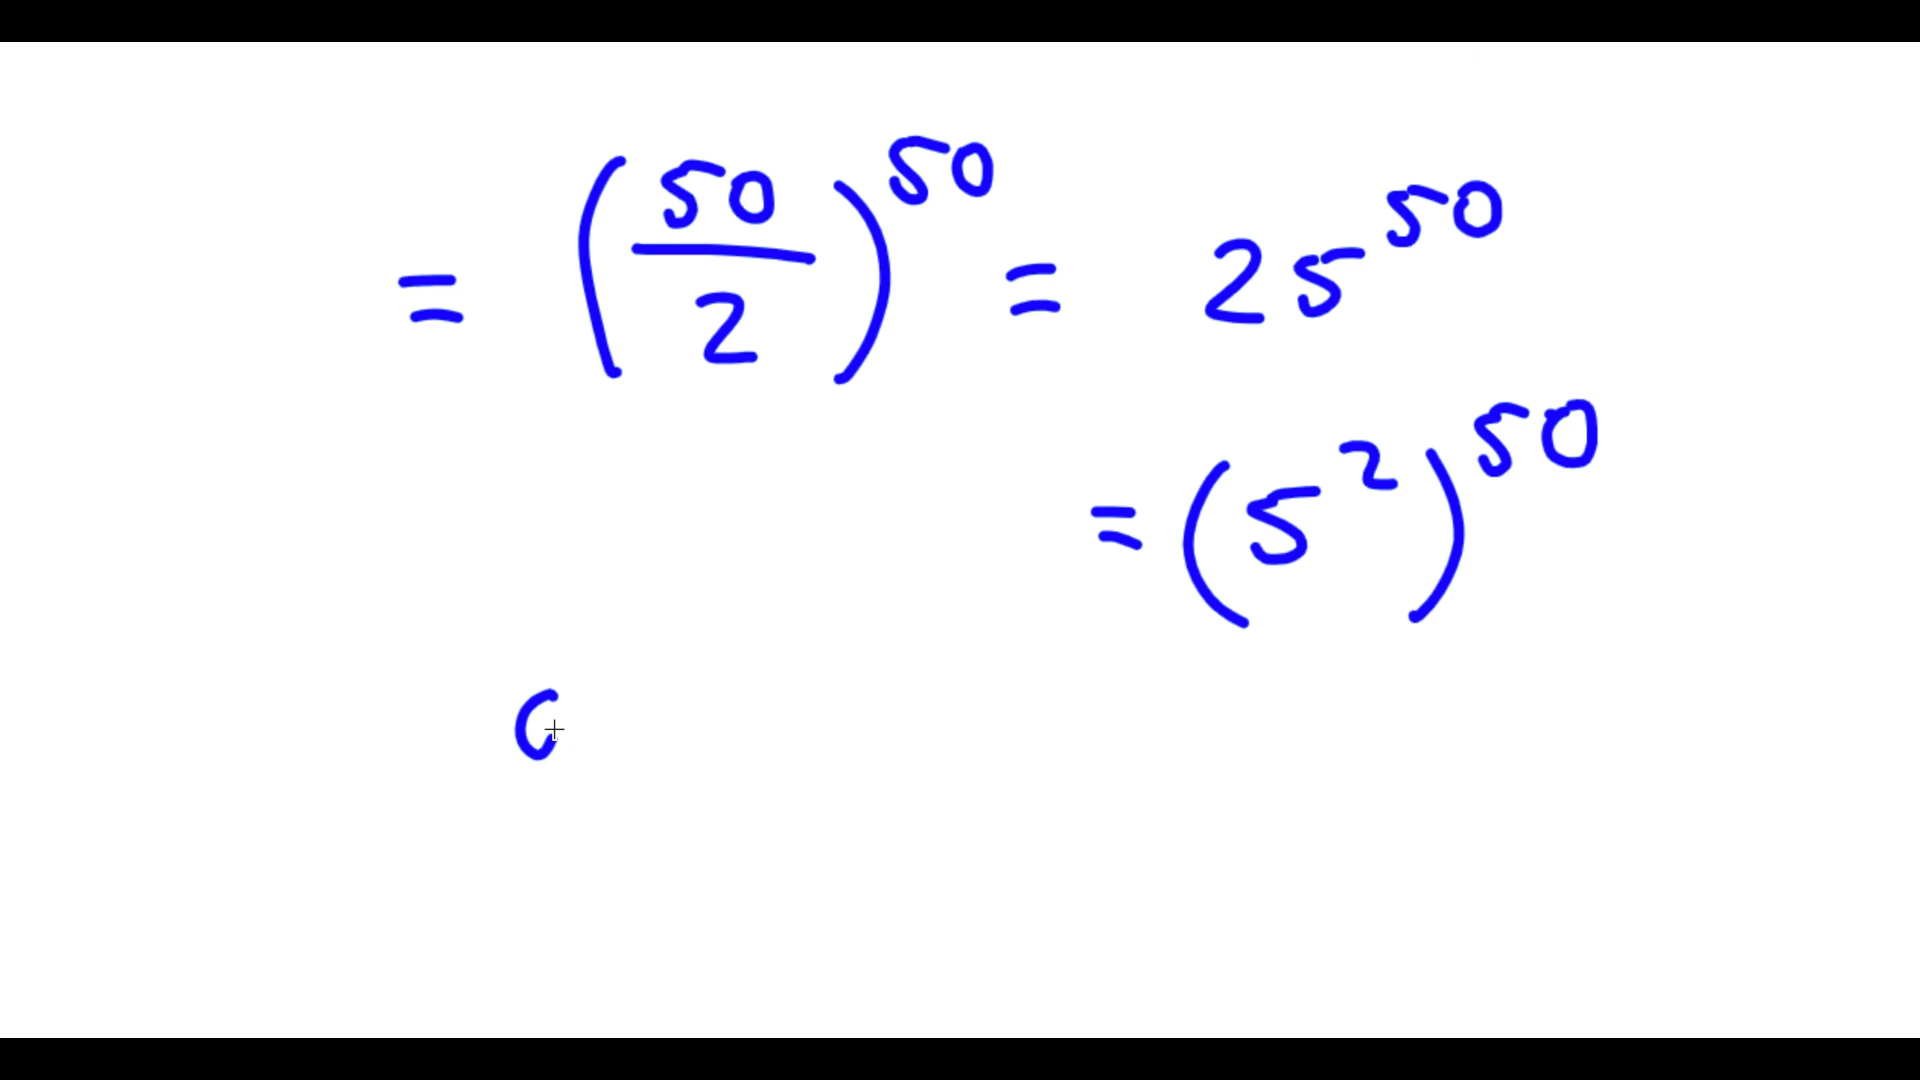 = (50/2)^50 = 25^50
= (5^2)^50